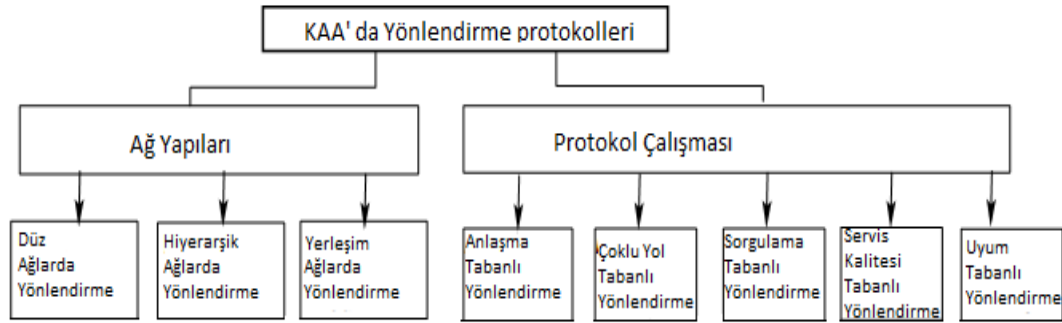 KAA' da Yönlendirme protokolleri
Ağ Yapıları
Protokol Çalışması
Düz
Ağlarda
Yönlendirme
Hiyerarşik
Ağlarda
Yönlendirme
Yerleşim
Ağlarda
Yönlendirme
Anlaşma
Tabanlı
Yönlendirme
Çoklu Yol
Tabanlı
Yönlendirme
Sorgulama
Tabanlı
Yönlendirme
Servis
Kalitesi
Tabanlı
Yönlendirme
Uyum
Tabanlı
Yönlendirme